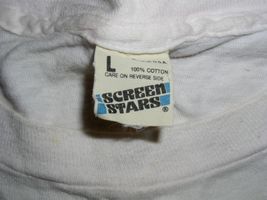 L
100% COTTON
CARE ON REVERSE SIDE
SCREEN
STARS®